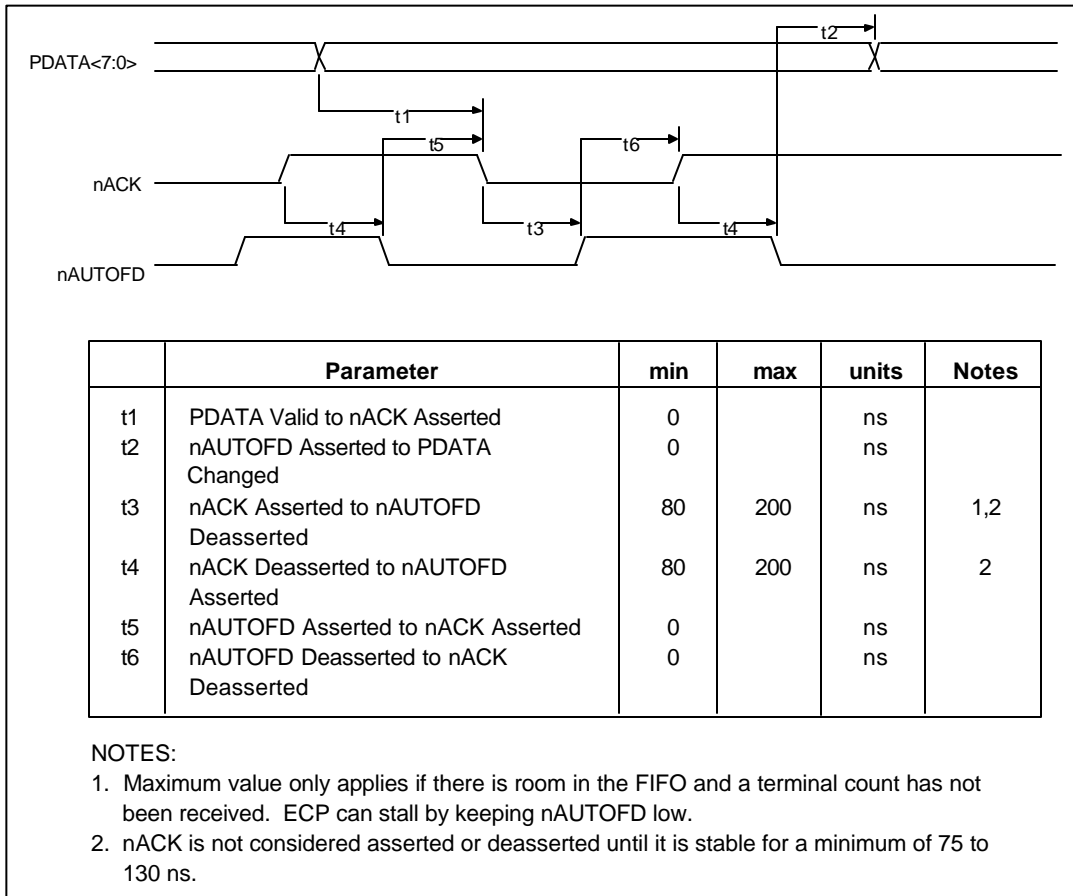 t2
PDATA<7:0>
t1
t5
t6
nACK
t4
t3
t4
nAUTOFD
Parameter min max units Notes
t1 PDATA Valid to nACK Asserted 0 ns
t2 nAUTOFD Asserted to PDATA 0 ns
Changed
t3 nACK Asserted to nAUTOFD 80 200 ns 1,2
Deasserted
t4 nACK Deasserted to nAUTOFD 80 200 ns 2
Asserted
t5 nAUTOFD Asserted to nACK Asserted 0 ns
t6 nAUTOFD Deasserted to nACK 0 ns
Deasserted
NOTES:
1. Maximum value only applies if there is room in the FIFO and a terminal count has not
been received. ECP can stall by keeping nAUTOFD low.
2. nACK is not considered asserted or deasserted until it is stable for a minimum of 75 to
130 ns.